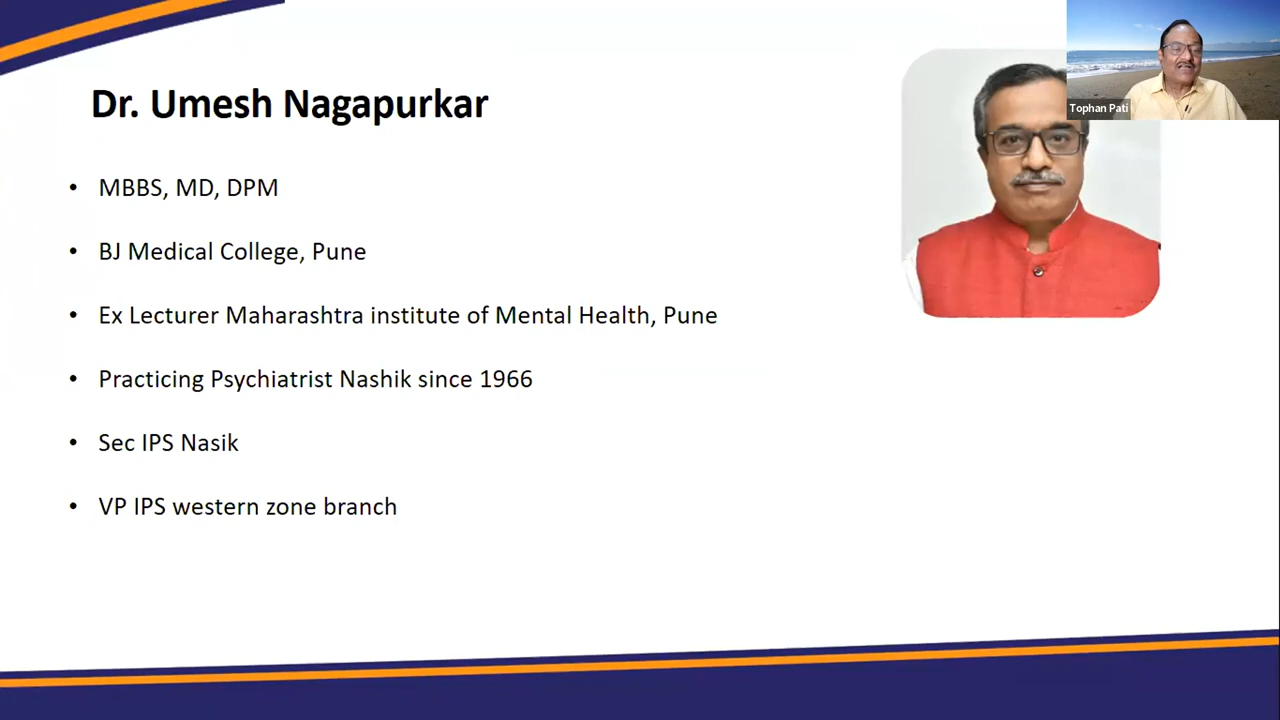 Dr. Umesh Nagapurkar
Tophan Pati
• MBBS, MD, DPM
• BJ Medical College, Pune
• Ex Lecturer Maharashtra institute of Mental Health, Pune
• Practicing Psychiatrist Nashik since 1966
• Sec IPS Nasik
• VP IPS western zone branch